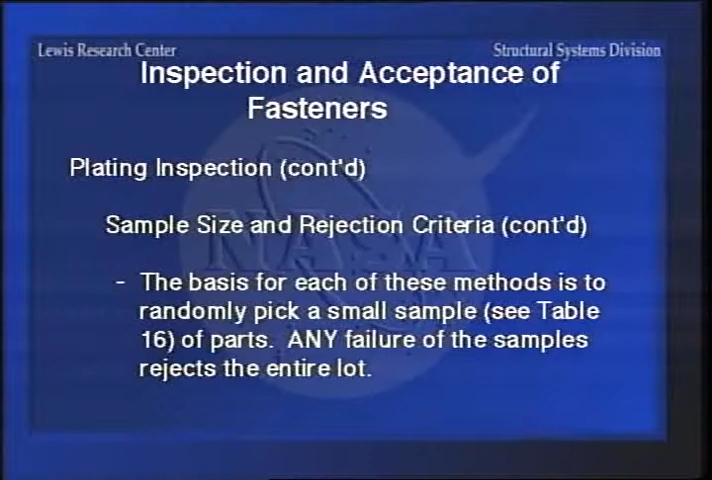 Lewis Research Center
Structural Systems Division
Inspection and Acceptance of
Fasteners
Plating Inspection (cont'd)
Sample Size and Rejection Criteria (cont'd)
- The basis for each of these methods is to
randomly pick a small sample (see Table
16) of parts. ANY failure of the samples
rejects the entire lot.
NASA